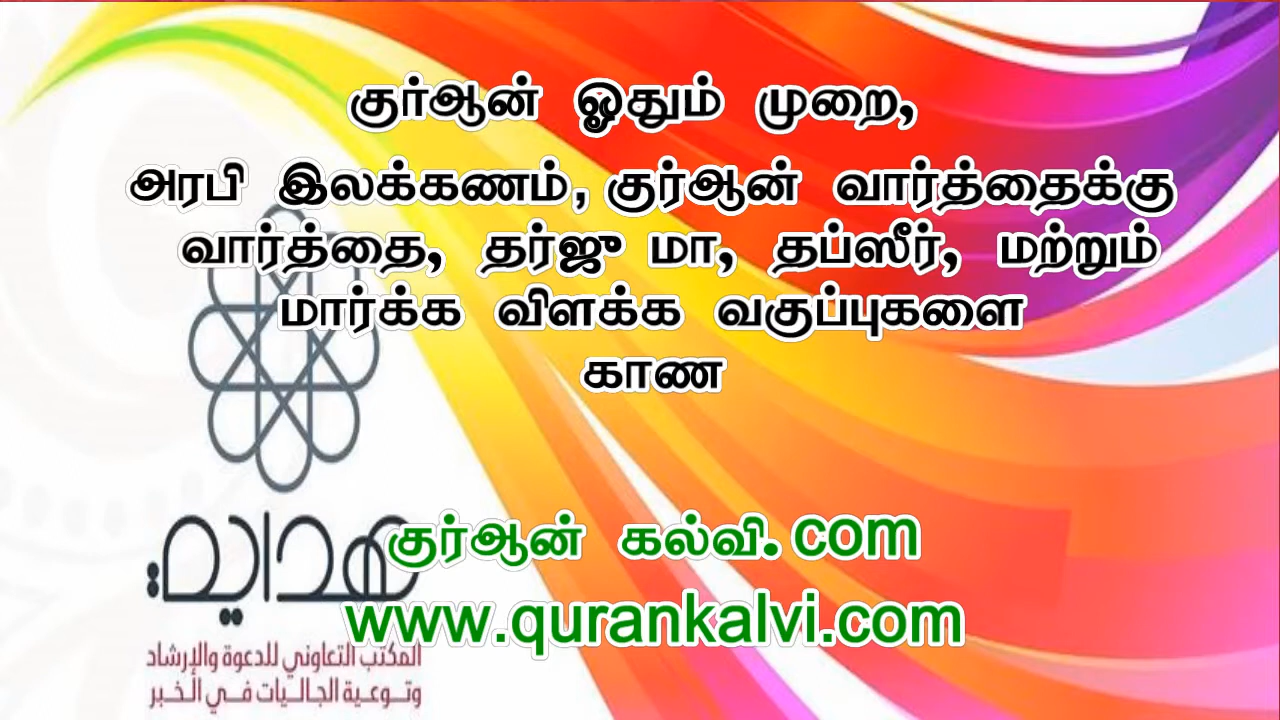 குர்ஆன் ஓதும் முறை,
அரபி இலக்கணம், குர்ஆன் வார்த்தைக்கு
வார்த்தை, தர்ஜு மா, தப்ஸீர், மற்றும்
மார்க்க விளக்க வகுப்புகளை
காண
குர்ஆன் கல்வி.com
هداية
www.qurankalvi.com
المكتب التعاوني للدعوة والإرشاد
وتوعية الجاليات في الخبر